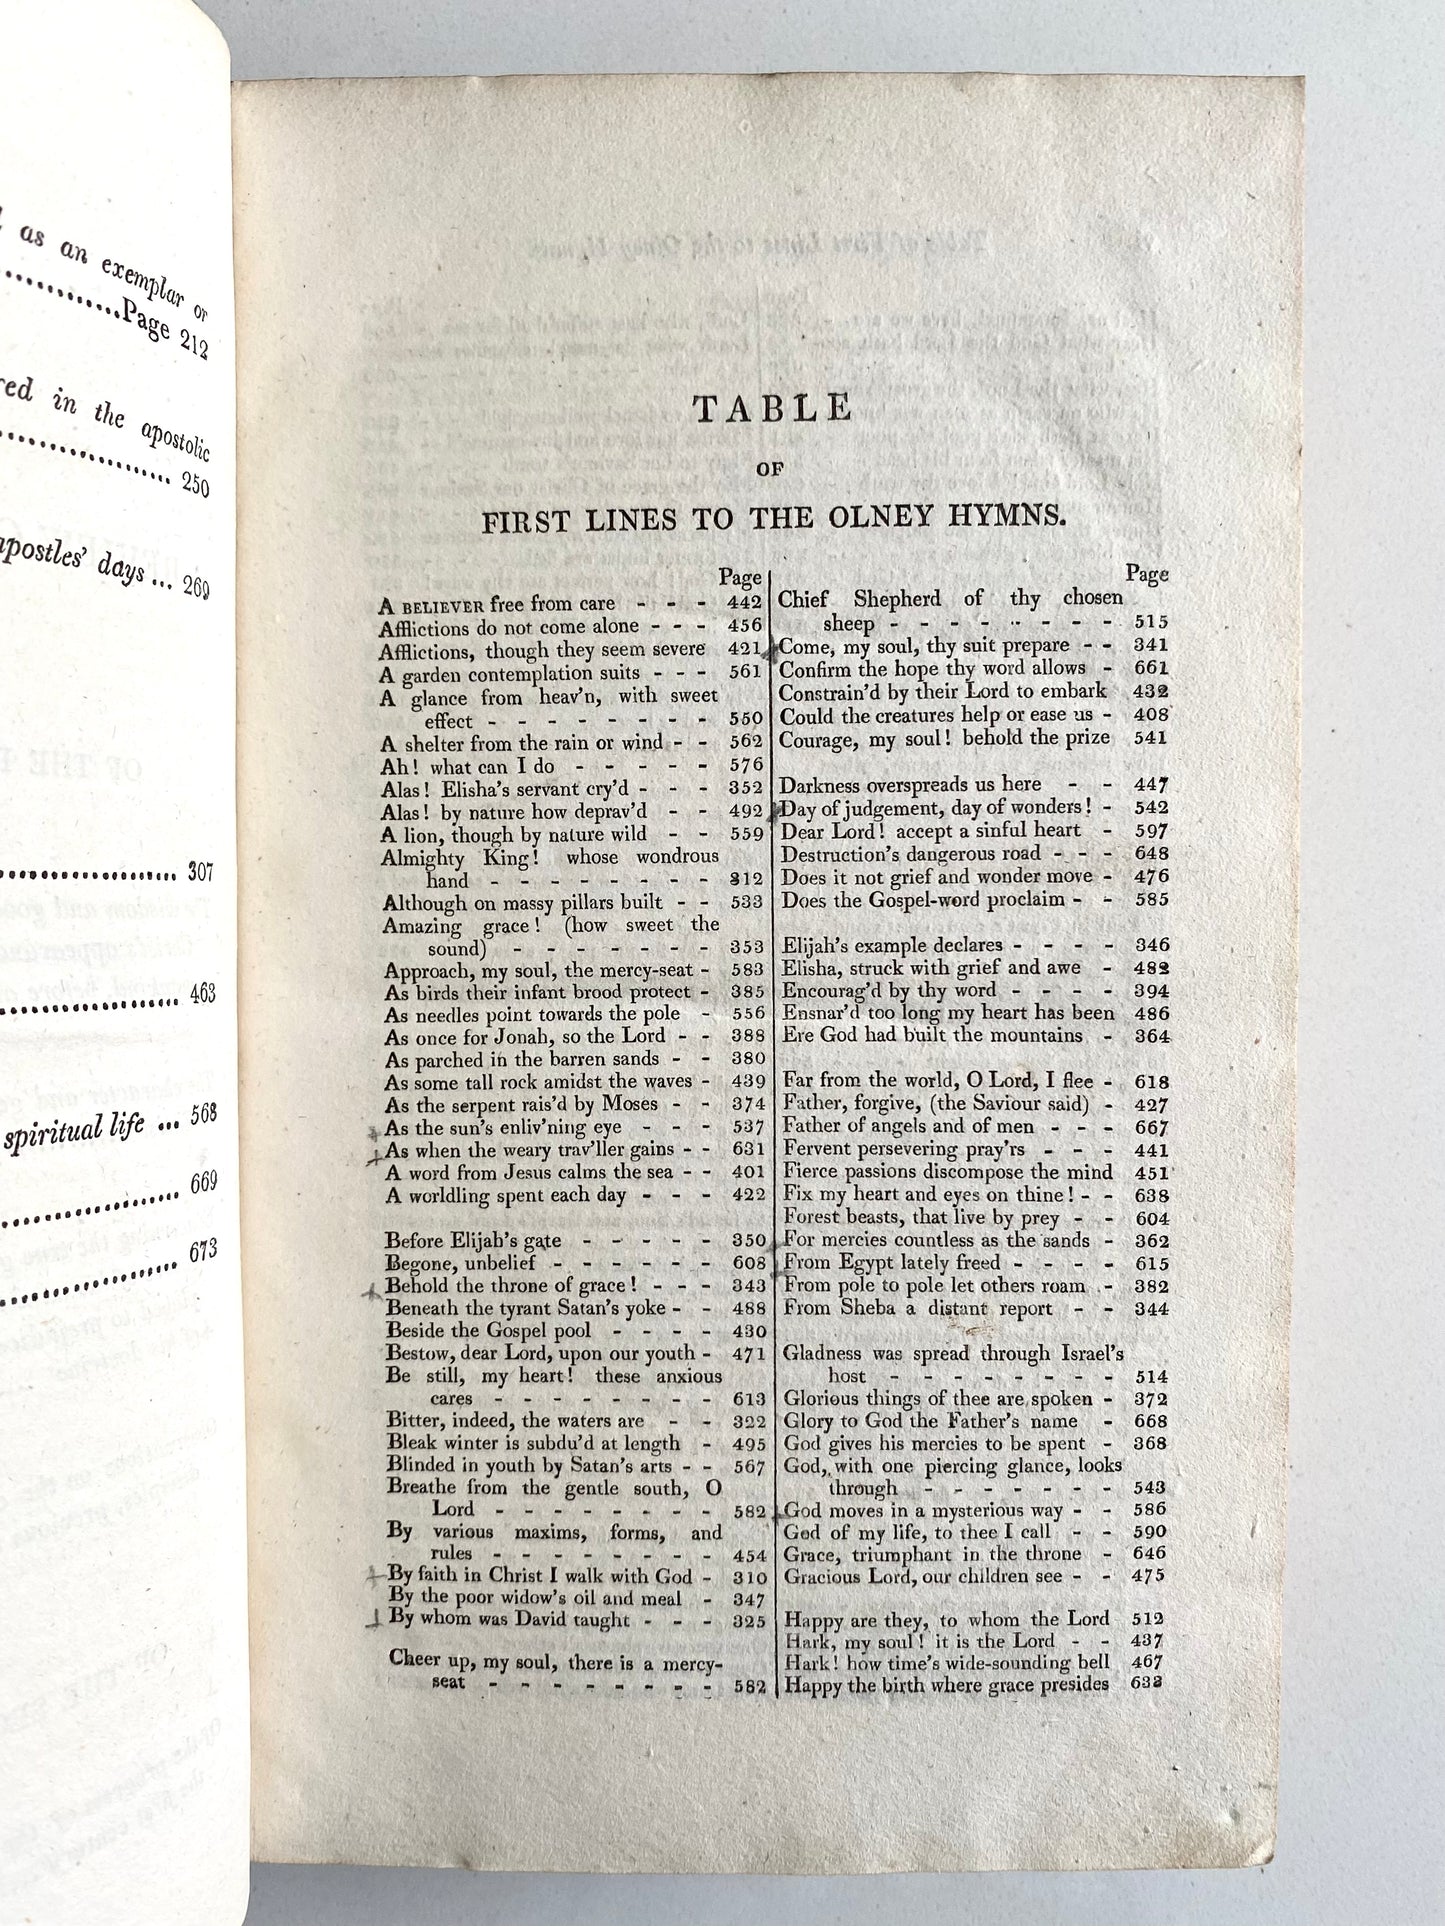 as an exemplar or
............Page 212
in the apostolic
.................. 250
apostles' days ... 269
.................. 307
.................. 463
spiritual life ... 568
.................. 669
.................. 673
TABLE
OF
FIRST LINES TO THE OLNEY HYMNS.
Page
A BELIEVER free from care - - - 442
Afflictions do not come alone - - - 456
Afflictions, though they seem severe 421
A garden contemplation suits - - - 561
A glance from heav'n, with sweet
effect - - - - - - - - 550
A shelter from the rain or wind - - 562
Ah! what can I do - - - - - 576
Alas! Elisha's servant cry'd - - - 352
Alas! by nature how deprav'd - - 492
A lion, though by nature wild - - 559
Almighty King! whose wondrous
hand - - - - - - - - 312
Although on massy pillars built - - 533
Amazing grace! (how sweet the
sound) - - - - - - - 353
Approach, my soul, the mercy-seat - 583
As birds their infant brood protect - 385
As needles point towards the pole - 556
As once for Jonah, so the Lord - - 388
As parched in the barren sands - - 380
As some tall rock amidst the waves - 439
As the serpent rais'd by Moses - - 374
As the sun's enliv'ning eye - - - 537
As when the weary trav'ller gains - - 631
A word from Jesus calms the sea - - 401
A worldling spent each day - - - 422
Before Elijah's gate - - - - - 350
Begone, unbelief - - - - - - 608
Behold the throne of grace! - - - 343
Beneath the tyrant Satan's yoke - - 488
Beside the Gospel pool - - - - 430
Bestow, dear Lord, upon our youth - 471
Be still, my heart! these anxious
cares - - - - - - - - 613
Bitter, indeed, the waters are - - 322
Bleak winter is subdu'd at length - 495
Blinded in youth by Satan's arts - - 567
Breathe from the gentle south, O
Lord - - - - - - - - 582
By various maxims, forms, and
rules - - - - - - - - 454
By faith in Christ I walk with God - 310
By the poor widow's oil and meal - 347
By whom was David taught - - - 325
Cheer up, my soul, there is a mercy-
seat - - - - - - - - 582
Page
Chief Shepherd of thy chosen
sheep - - - - - - - - 515
Come, my soul, thy suit prepare - - 341
Confirm the hope thy word allows - 661
Constrain'd by their Lord to embark 432
Could the creatures help or ease us - 408
Courage, my soul! behold the prize 541
Darkness overspreads us here - - 447
Day of judgement, day of wonders! - 542
Dear Lord! accept a sinful heart - 597
Destruction's dangerous road - - - 648
Does it not grief and wonder move - 476
Does the Gospel-word proclaim - - 585
Elijah's example declares - - - - 346
Elisha, struck with grief and awe - 482
Encourag'd by thy word - - - - 394
Ensnar'd too long my heart has been 486
Ere God had built the mountains - 364
Far from the world, O Lord, I flee - 618
Father, forgive, (the Saviour said) - 427
Father of angels and of men - - - 667
Fervent persevering pray'rs - - - 441
Fierce passions discompose the mind 451
Fix my heart and eyes on thine! - - 638
Forest beasts, that live by prey - - 604
For mercies countless as the sands - 362
From Egypt lately freed - - - - 615
From pole to pole let others roam - 382
From Sheba a distant report - - 344
Gladness was spread through Israel's
host - - - - - - - - 514
Glorious things of thee are spoken - 372
Glory to God the Father's name - 668
God gives his mercies to be spent - 368
God, with one piercing glance, looks
through - - - - - - - 543
God moves in a mysterious way - - 586
God of my life, to thee I call - - 590
Grace, triumphant in the throne - 646
Gracious Lord, our children see - - 475
Happy are they, to whom the Lord 512
Hark, my soul! it is the Lord - - 437
Hark! how time's wide-sounding bell 467
Happy the birth where grace presides 633